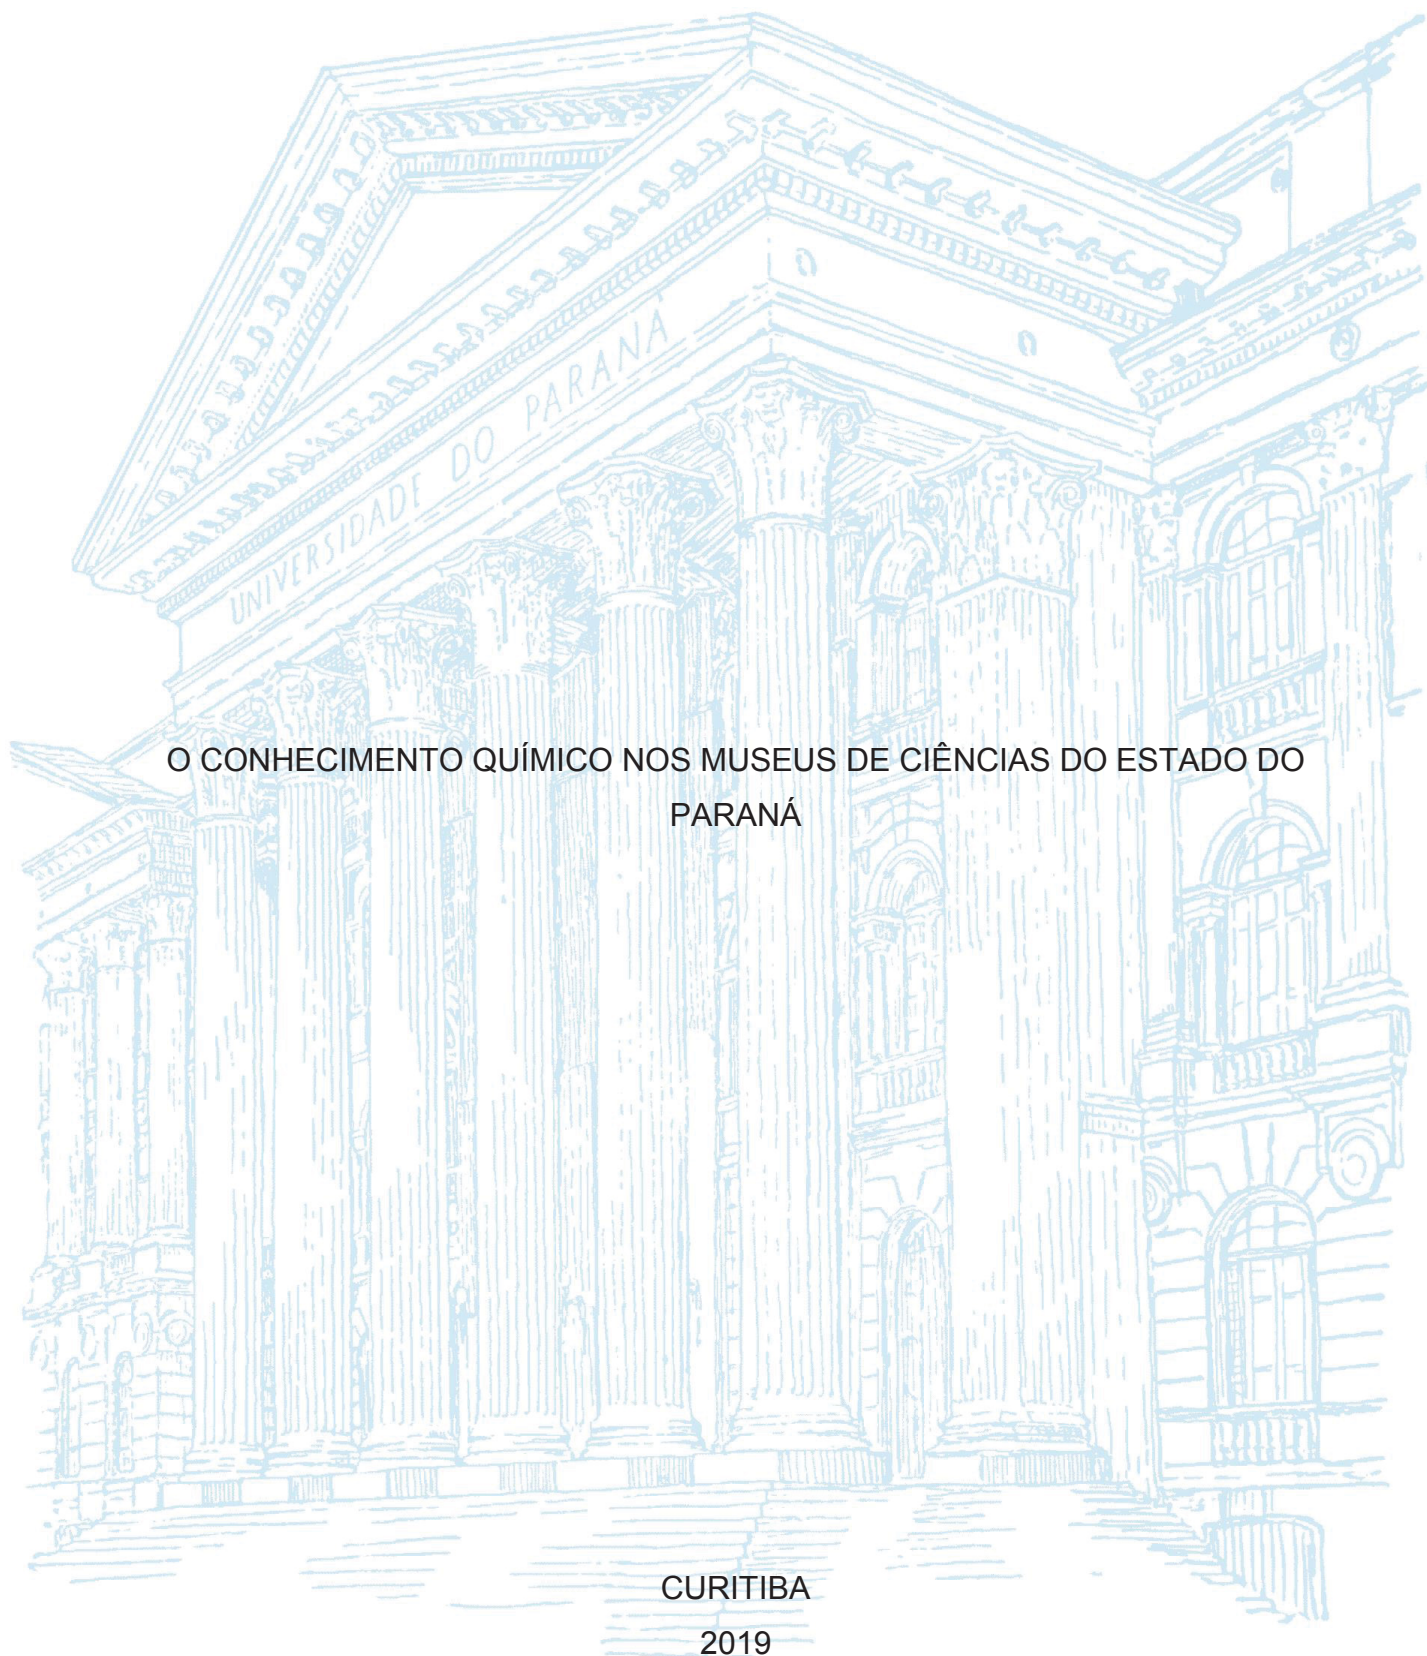 UNIVERSIDADE DO PARANÁ
O CONHECIMENTO QUÍMICO NOS MUSEUS DE CIÊNCIAS DO ESTADO DO
PARANÁ
CURITIBA
2019